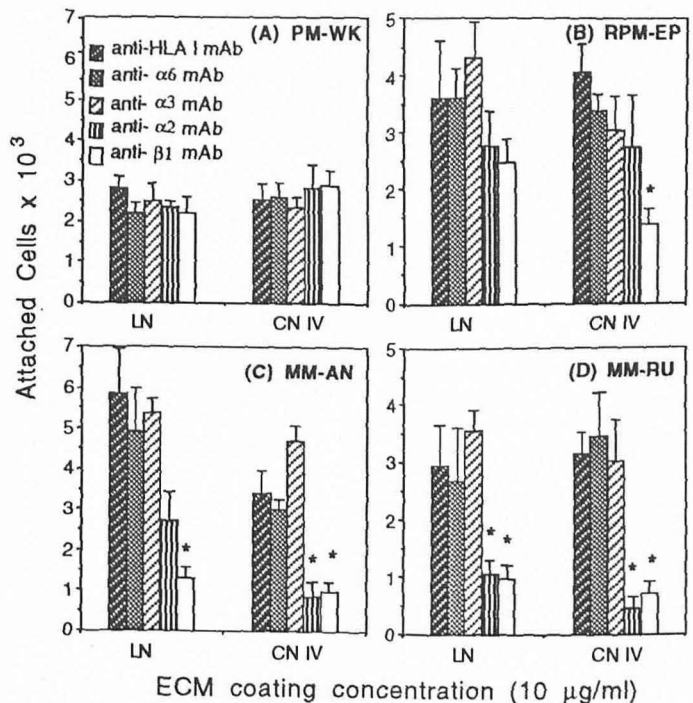 (A) PM-WK
anti-HLA I mAb
anti- α6 mAb
anti- α3 mAb
anti- α2 mAb
anti- β1 mAb
7
6
5
4
3
2
1
0
LN
CN IV
(B) RPM-EP
5
4
3
2
1
0
*
LN
CN IV
Attached Cells x 10³
(C) MM-AN
7
6
5
4
3
2
1
0
*
* *
LN
CN IV
(D) MM-RU
5
4
3
2
1
0
* *
* *
LN
CN IV
ECM coating concentration (10 μg/ml)